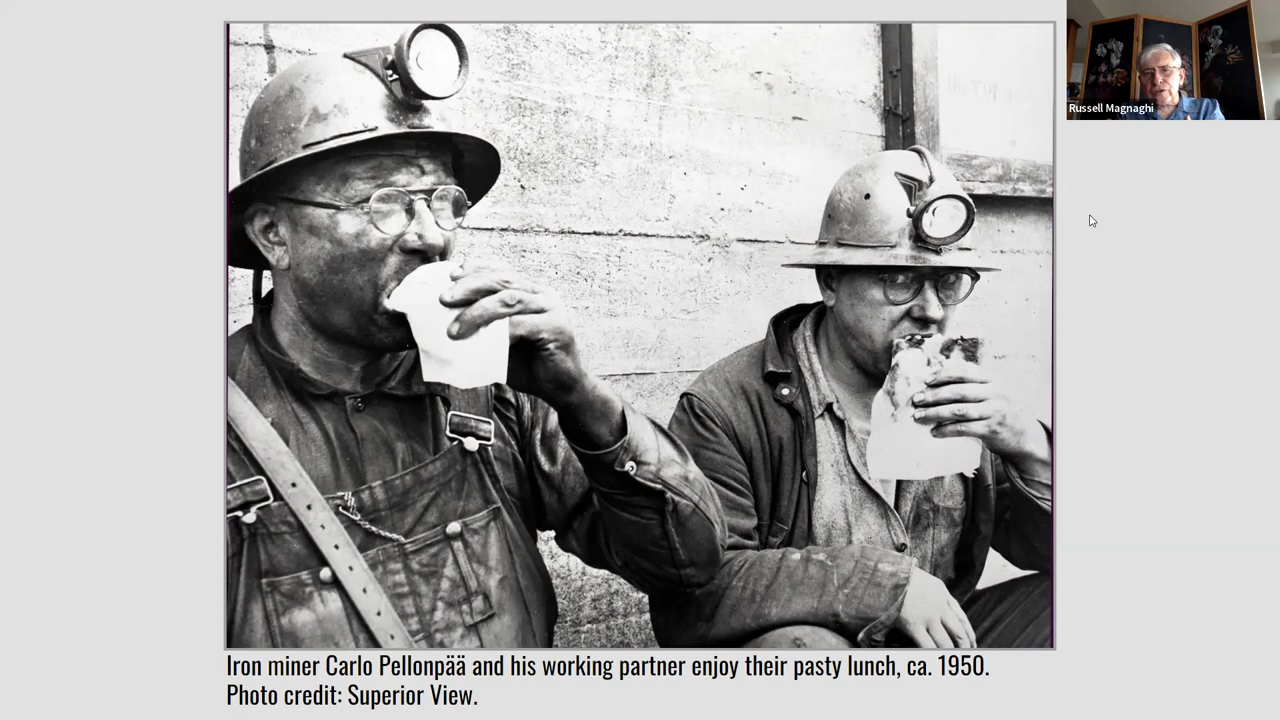 Russell Magnaghi
Iron miner Carlo Pellonpää and his working partner enjoy their pasty lunch, ca. 1950.
Photo credit: Superior View.